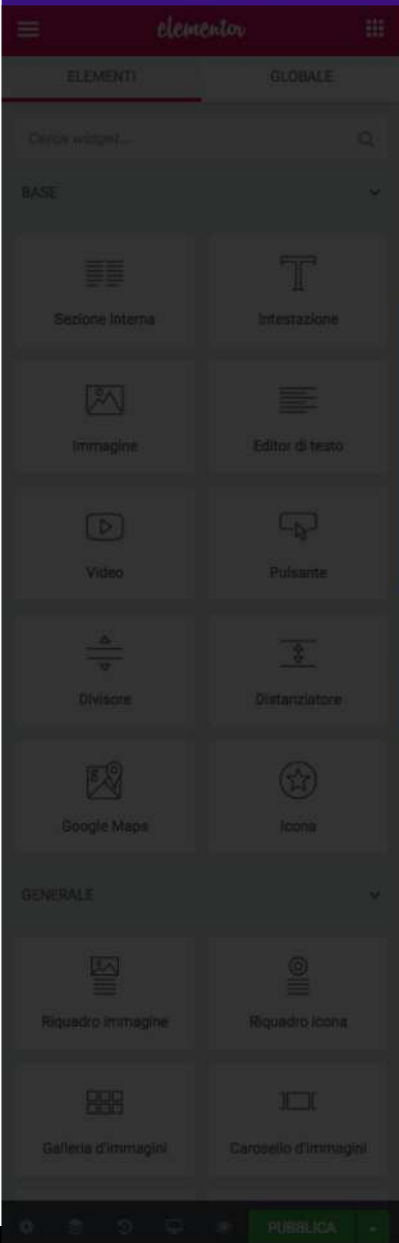 elementor
ELEMENTI GLOBALE
Cerca widget...
BASE
Sezione Interna Intestazione
Immagine Editor di testo
Video Pulsante
Divisore Distanziatore
Google Maps Icona
GENERALE
Riquadro immagine Riquadro icona
Galleria d'immagini Carosello d'immagini
PUBBLICA